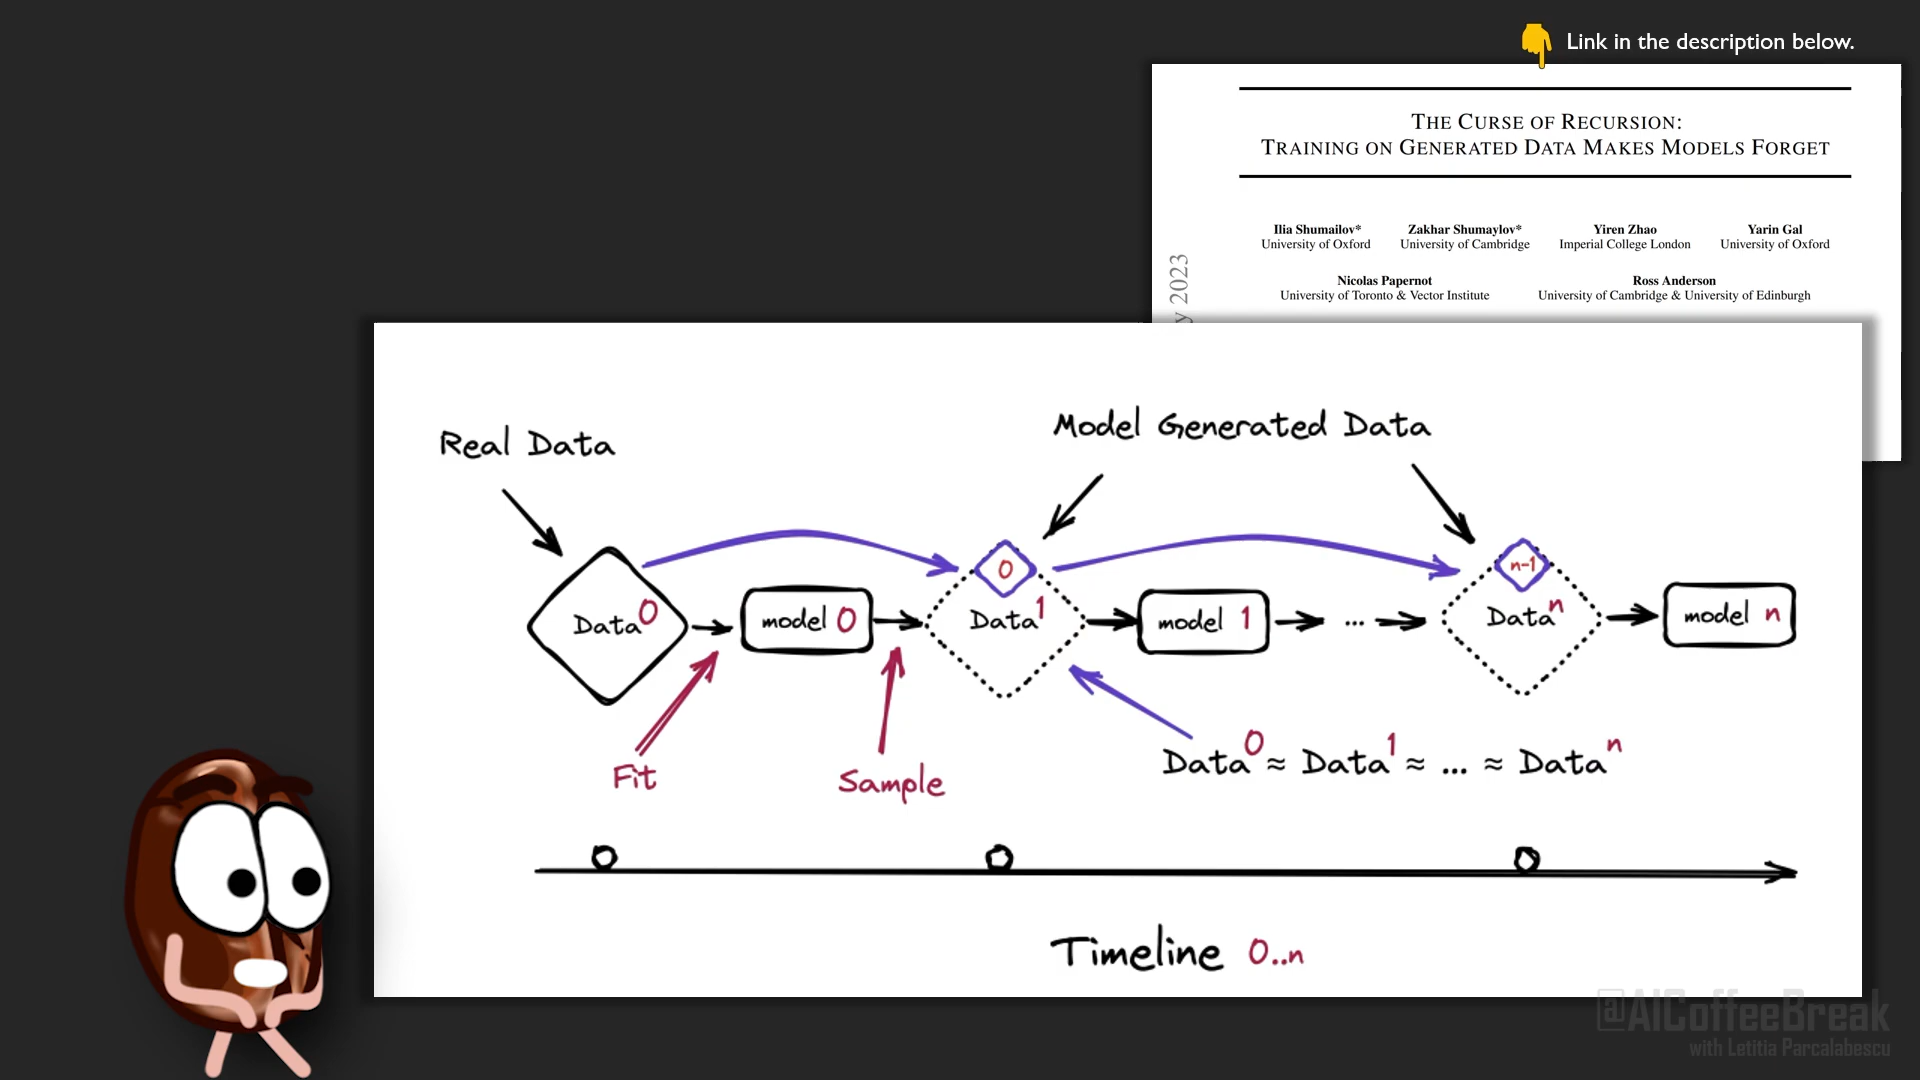 Link in the description below.
THE CURSE OF RECURSION:
TRAINING ON GENERATED DATA MAKES MODELS FORGET
Ilia Shumailov* Zakhar Shumaylov* Yiren Zhao Yarin Gal
University of Oxford University of Cambridge Imperial College London University of Oxford
Nicolas Papernot Ross Anderson
University of Toronto & Vector Institute University of Cambridge & University of Edinburgh
y 2023
Real Data
Model Generated Data
0
n-1
Data0 model 0 Data1 model 1 ... Datan model n
Data0 ≈ Data1 ≈ ... ≈ Datan
Fit
Sample
Timeline 0..n
@AICoffeeBreak
with Letitia Parcalabescu